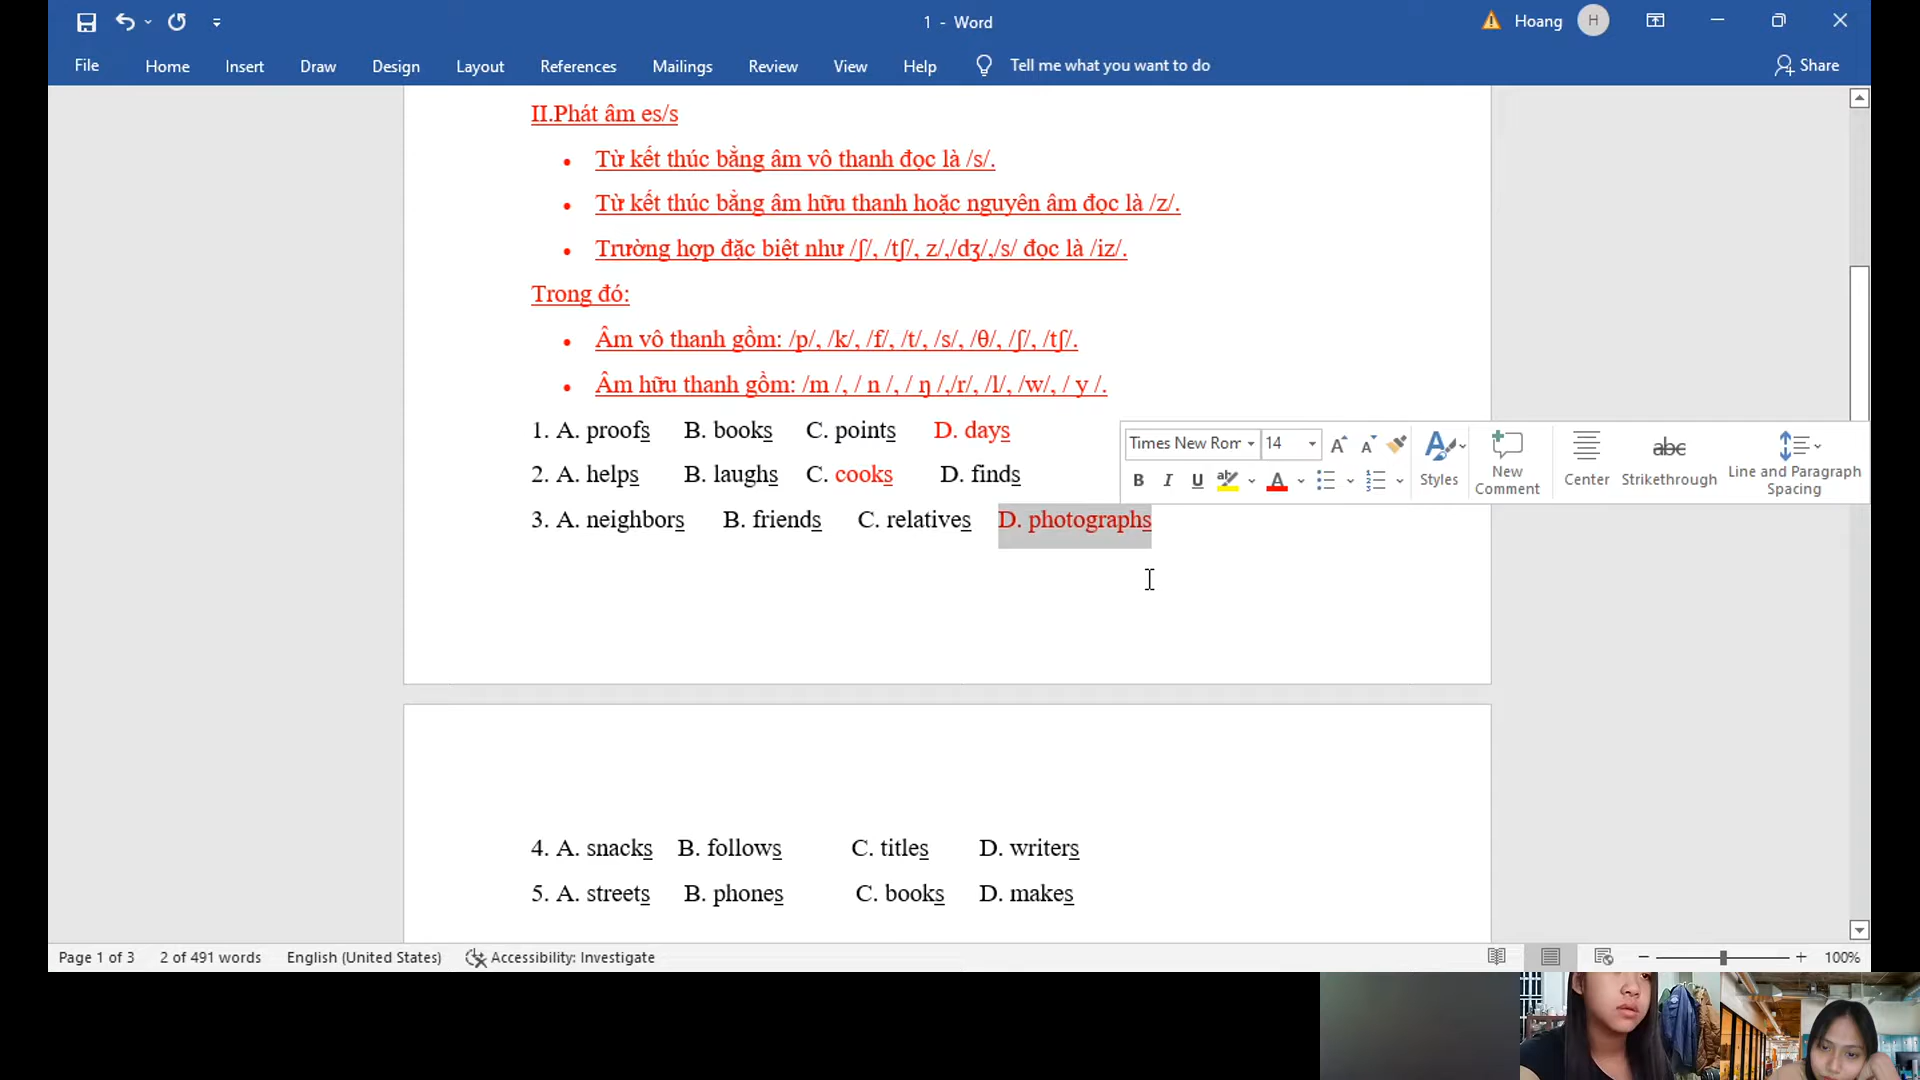 1 - Word
Hoang
H
File
Home
Insert
Draw
Design
Layout
References
Mailings
Review
View
Help
Tell me what you want to do
Share
II.Phát âm es/s
• Từ kết thúc bằng âm vô thanh đọc là /s/.
• Từ kết thúc bằng âm hữu thanh hoặc nguyên âm đọc là /z/.
• Trường hợp đặc biệt như /ʃ/, /tʃ/, z/,/dʒ/,/s/ đọc là /iz/.
Trong đó:
• Âm vô thanh gồm: /p/, /k/, /f/, /t/, /s/, /θ/, /ʃ/, /tʃ/.
• Âm hữu thanh gồm: /m /, / n /, / ŋ /,/r/, /l/, /w/, / y /.
1. A. proofs B. books C. points D. days
2. A. helps B. laughs C. cooks D. finds
3. A. neighbors B. friends C. relatives D. photographs
Times New Ror
14
Styles
New Comment
Center
Strikethrough
Line and Paragraph Spacing
4. A. snacks B. follows C. titles D. writers
5. A. streets B. phones C. books D. makes
Page 1 of 3
2 of 491 words
English (United States)
Accessibility: Investigate
100%